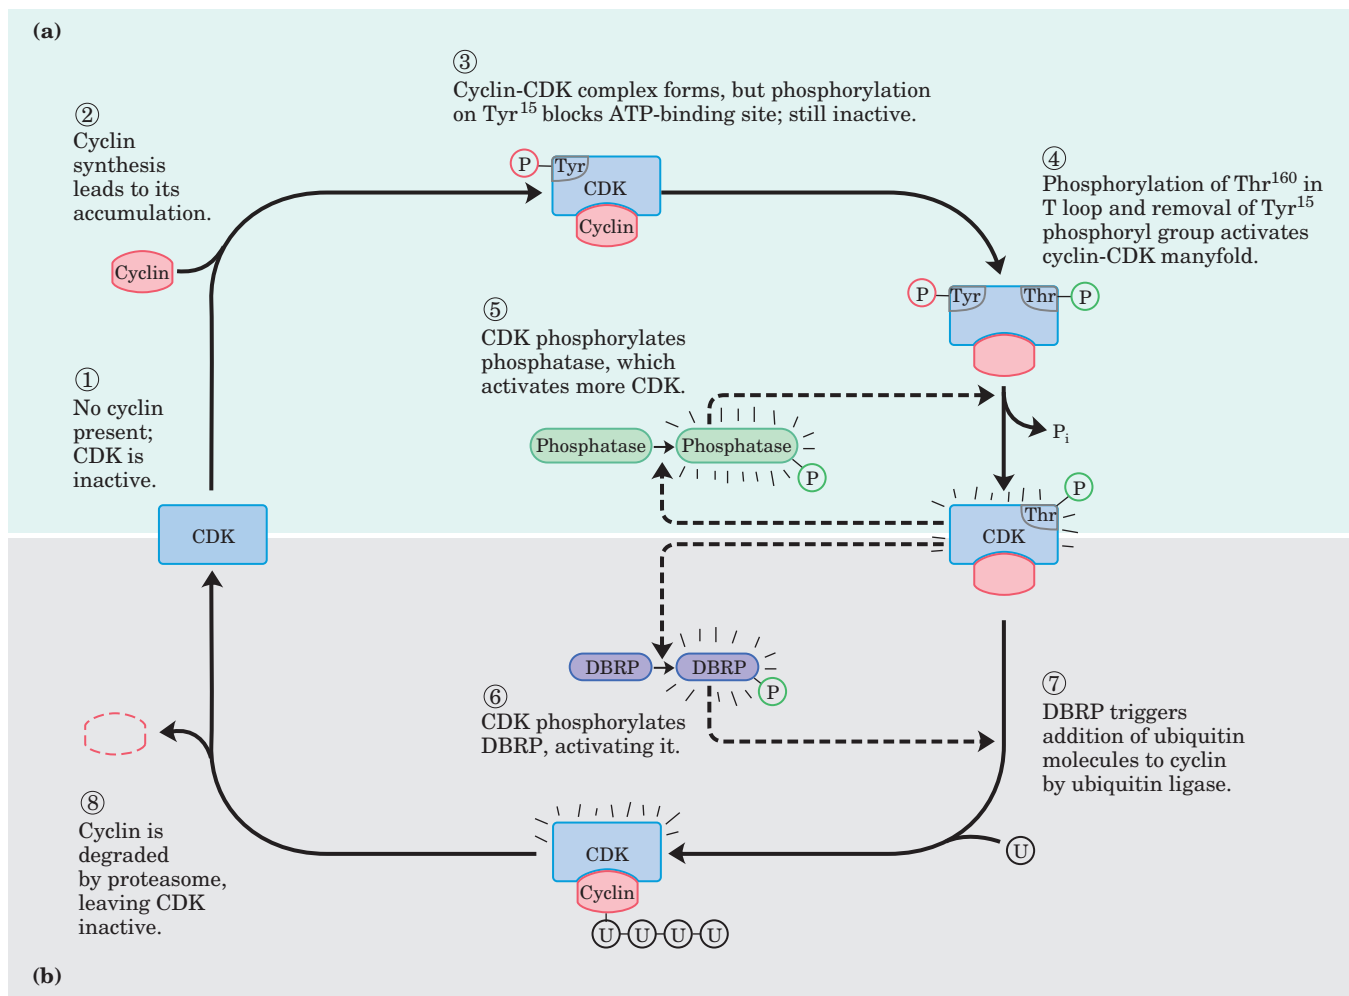 (a)
③
Cyclin-CDK complex forms, but phosphorylation
on Tyr¹⁵ blocks ATP-binding site; still inactive.
②
Cyclin
synthesis
leads to its
accumulation.
④
Phosphorylation of Thr¹⁶⁰ in
T loop and removal of Tyr¹⁵
phosphoryl group activates
cyclin-CDK manyfold.
P
Tyr
CDK
Cyclin
Cyclin
P
Tyr
Thr
P
⑤
CDK phosphorylates
phosphatase, which
activates more CDK.
①
No cyclin
present;
CDK is
inactive.
Phosphatase
Phosphatase
P
Pᵢ
P
Thr
CDK
CDK
DBRP
DBRP
P
⑥
CDK phosphorylates
DBRP, activating it.
⑦
DBRP triggers
addition of ubiquitin
molecules to cyclin
by ubiquitin ligase.
⑧
Cyclin is
degraded
by proteasome,
leaving CDK
inactive.
CDK
Cyclin
U
U
U
U
U
(b)